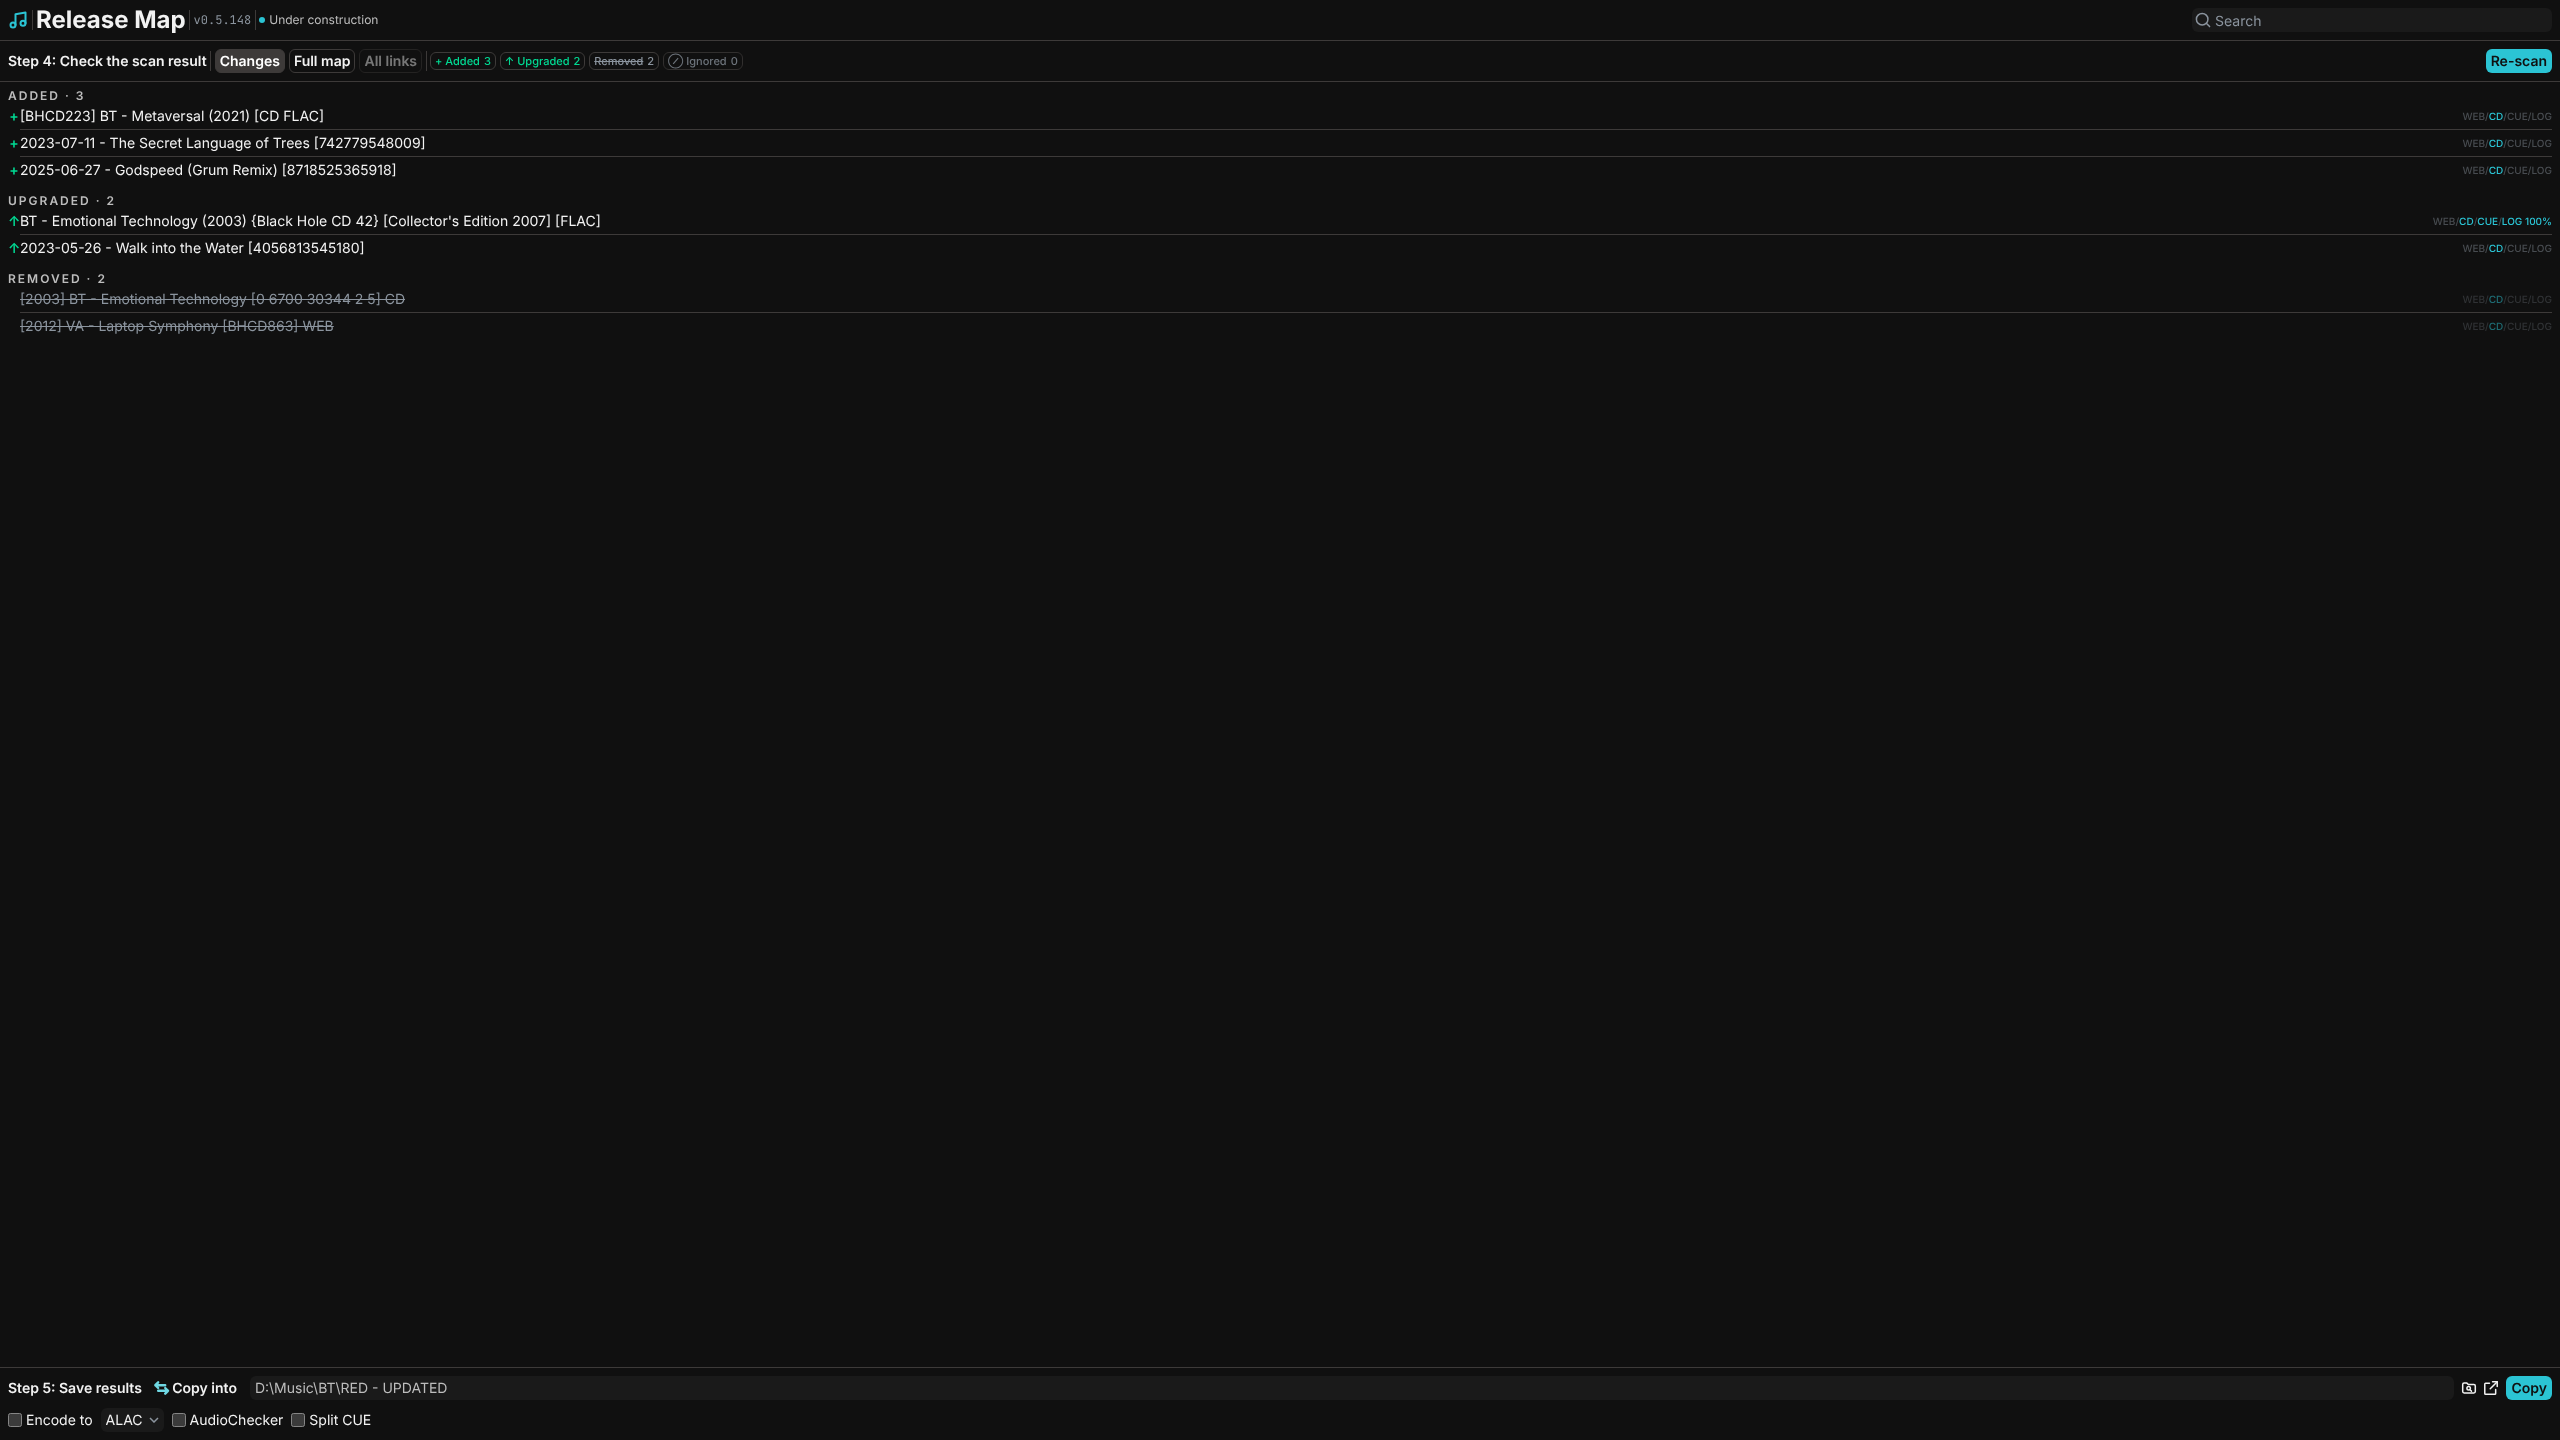 Release Map v0.5.148 Under construction Search
Step 4: Check the scan result Changes Full map All links + Added 3 ↑ Upgraded 2 Removed 2 Ignored 0 Re-scan
ADDED · 3
+ [BHCD223] BT - Metaversal (2021) [CD FLAC] WEB/CD/CUE/LOG
+ 2023-07-11 - The Secret Language of Trees [742779548009] WEB/CD/CUE/LOG
+ 2025-06-27 - Godspeed (Grum Remix) [8718525365918] WEB/CD/CUE/LOG
UPGRADED · 2
↑ BT - Emotional Technology (2003) {Black Hole CD 42} [Collector's Edition 2007] [FLAC] WEB/CD/CUE/LOG 100%
↑ 2023-05-26 - Walk into the Water [4056813545180] WEB/CD/CUE/LOG
REMOVED · 2
[2003] BT - Emotional Technology [0 6700 30344 2 5] CD WEB/CD/CUE/LOG
[2012] VA - Laptop Symphony [BHCD863] WEB WEB/CD/CUE/LOG
Step 5: Save results Copy into D:\Music\BT\RED - UPDATED Copy
Encode to ALAC AudioChecker Split CUE